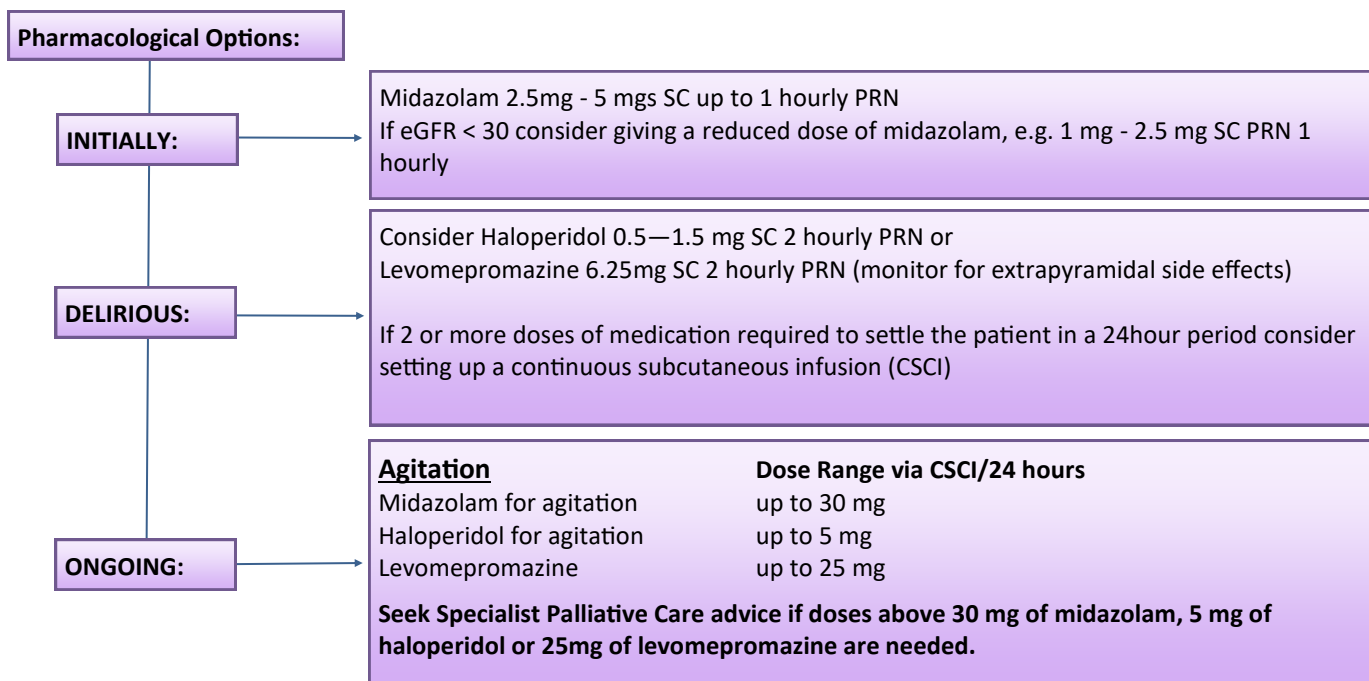 Pharmacological Options:
INITIALLY:
Midazolam 2.5mg - 5 mgs SC up to 1 hourly PRN
If eGFR < 30 consider giving a reduced dose of midazolam, e.g. 1 mg - 2.5 mg SC PRN 1
hourly
DELIRIOUS:
Consider Haloperidol 0.5—1.5 mg SC 2 hourly PRN or
Levomepromazine 6.25mg SC 2 hourly PRN (monitor for extrapyramidal side effects)
If 2 or more doses of medication required to settle the patient in a 24hour period consider
setting up a continuous subcutaneous infusion (CSCI)
ONGOING:
Agitation Dose Range via CSCI/24 hours
Midazolam for agitation up to 30 mg
Haloperidol for agitation up to 5 mg
Levomepromazine up to 25 mg
Seek Specialist Palliative Care advice if doses above 30 mg of midazolam, 5 mg of
haloperidol or 25mg of levomepromazine are needed.